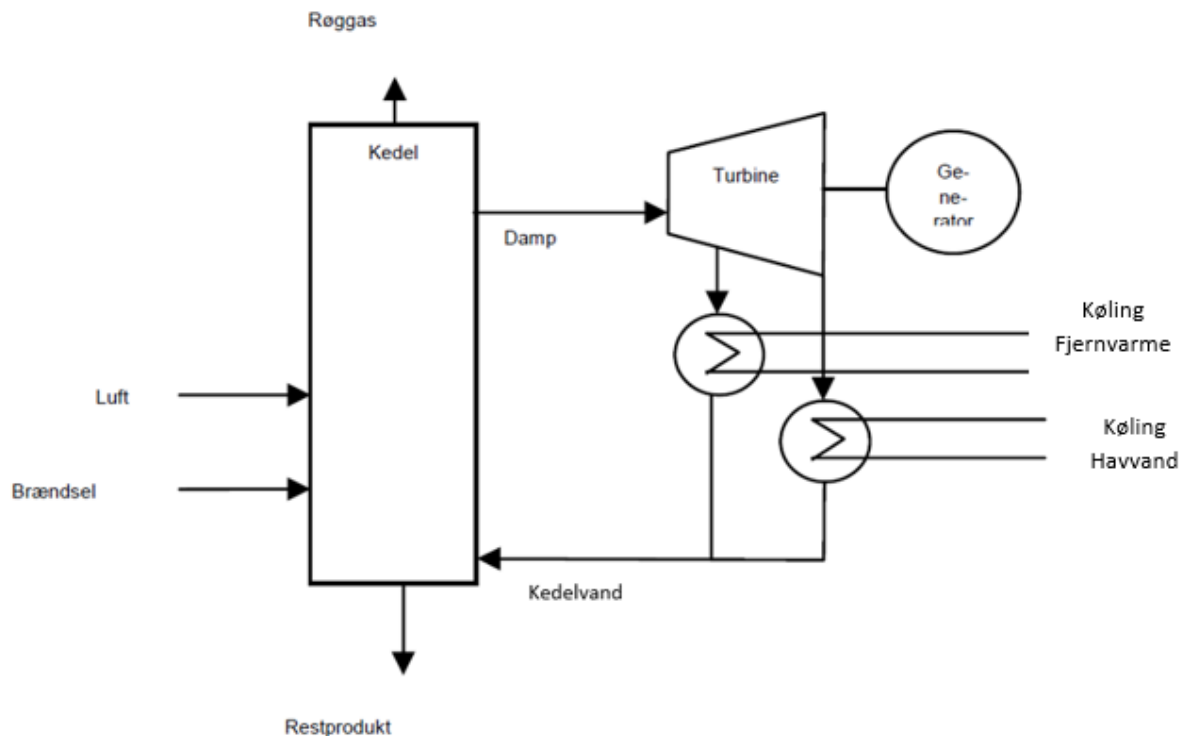 Røggas
Kedel
Turbine
Ge-
ne-
rator
Damp
Køling
Fjernvarme
Luft
Køling
Havvand
Brændsel
Kedelvand
Restprodukt